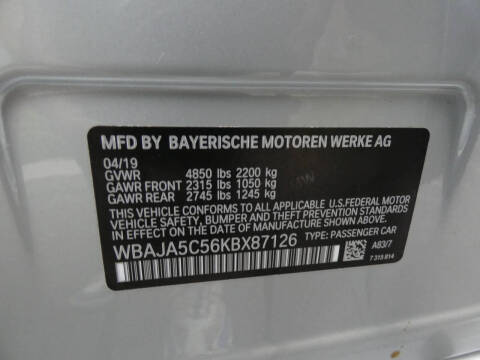 MFD BY BAYERISCHE MOTOREN WERKE AG
04/19
GVWR 4850 lbs 2200 kg
GAWR FRONT 2315 lbs 1050 kg
GAWR REAR 2745 lbs 1245 kg
THIS VEHICLE CONFORMS TO ALL APPLICABLE U.S.FEDERAL MOTOR
VEHICLE SAFETY, BUMPER, AND THEFT PREVENTION STANDARDS
IN EFFECT ON THE DATE OF MANUFACTURE SHOWN ABOVE.
WBAJA5C56KBX87126 TYPE: PASSENGER CAR
A83/7
7 315 814